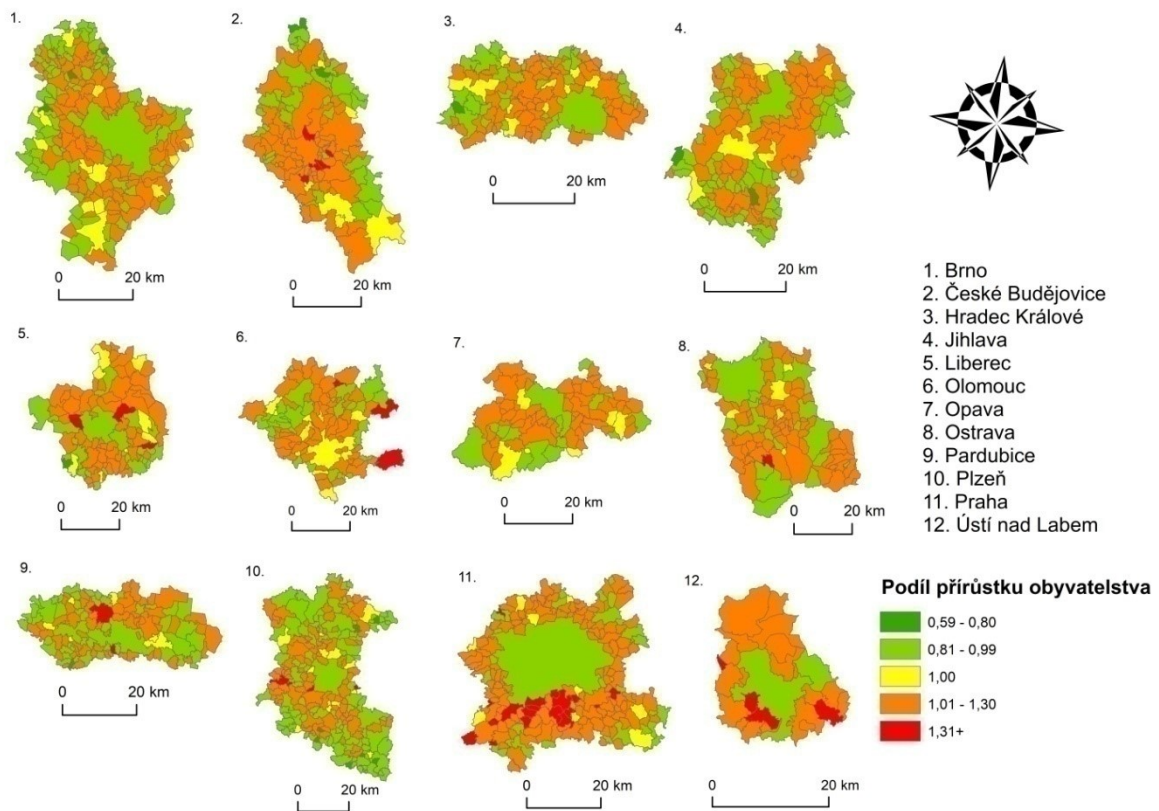 1.
2.
3.
4.
0 20 km
0 20 km
0 20 km
0 20 km
1. Brno
2. České Budějovice
3. Hradec Králové
4. Jihlava
5. Liberec
6. Olomouc
7. Opava
8. Ostrava
9. Pardubice
10. Plzeň
11. Praha
12. Ústí nad Labem
5.
6.
7.
8.
0 20 km
0 20 km
0 20 km
0 20 km
9.
10.
11.
12.
0 20 km
0 20 km
0 20 km
0 20 km
Podíl přírůstku obyvatelstva
0,59 - 0,80
0,81 - 0,99
1,00
1,01 - 1,30
1,31+